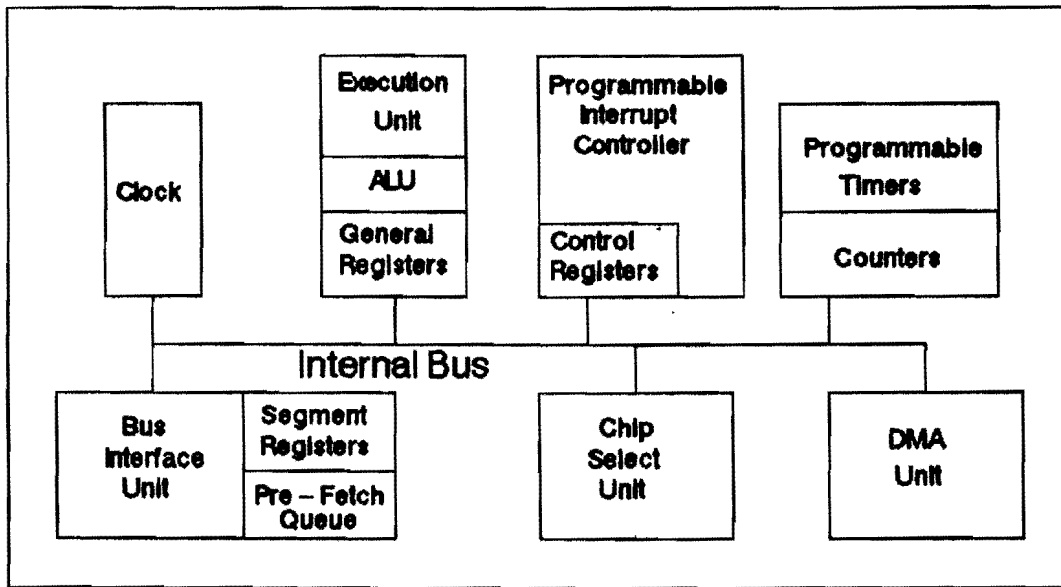 Clock
Execution
Unit
ALU
General
Registers
Programmable
Interrupt
Controller
Control
Registers
Programmable
Timers
Counters
Internal Bus
Bus
Interface
Unit
Segment
Registers
Pre – Fetch
Queue
Chip
Select
Unit
DMA
Unit